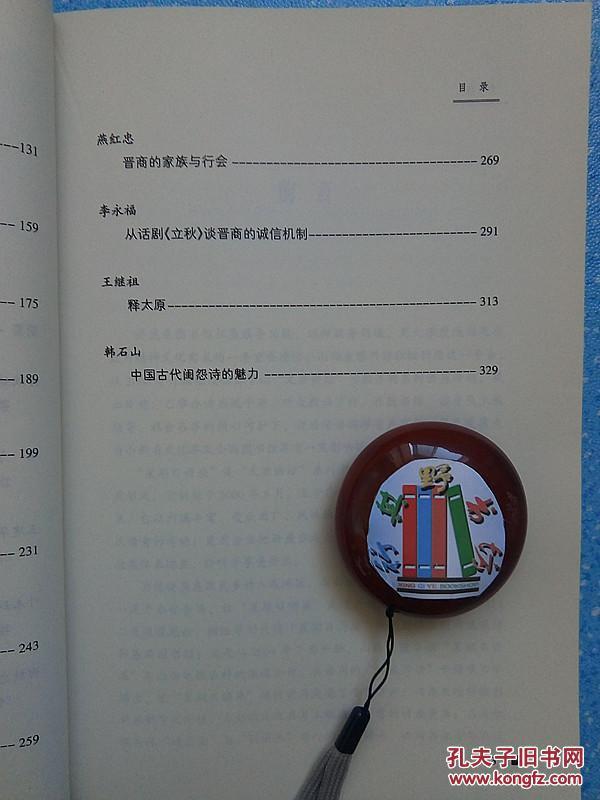 目 录
---131
159
175
189
199
231
243
259
燕红忠
晋商的家族与行会 ---------- 269
李永福
从话剧《立秋》谈晋商的诚信机制---------- 291
王继祖
释太原---------- 313
韩石山
中国古代闺怨诗的魅力 ---------- 329
野
BOOKSHOP
孔夫子旧书网
www.kongfz.com